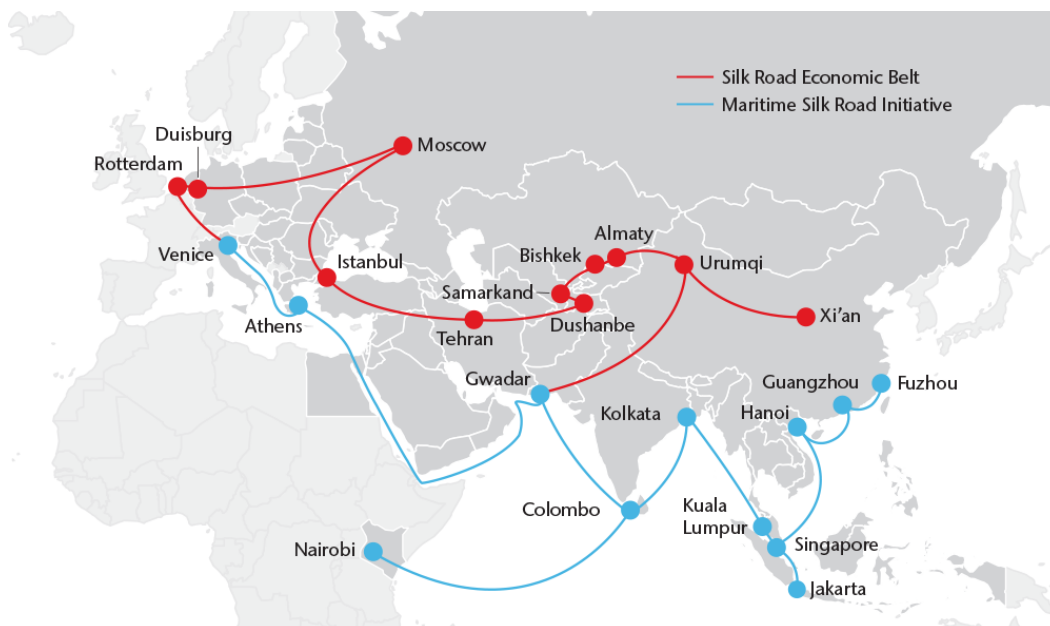 Silk Road Economic Belt
Maritime Silk Road Initiative
Duisburg
Rotterdam
Moscow
Venice
Istanbul
Athens
Almaty
Bishkek
Urumqi
Samarkand
Dushanbe
Tehran
Xi’an
Gwadar
Guangzhou
Fuzhou
Kolkata
Hanoi
Colombo
Kuala
Lumpur
Singapore
Nairobi
Jakarta